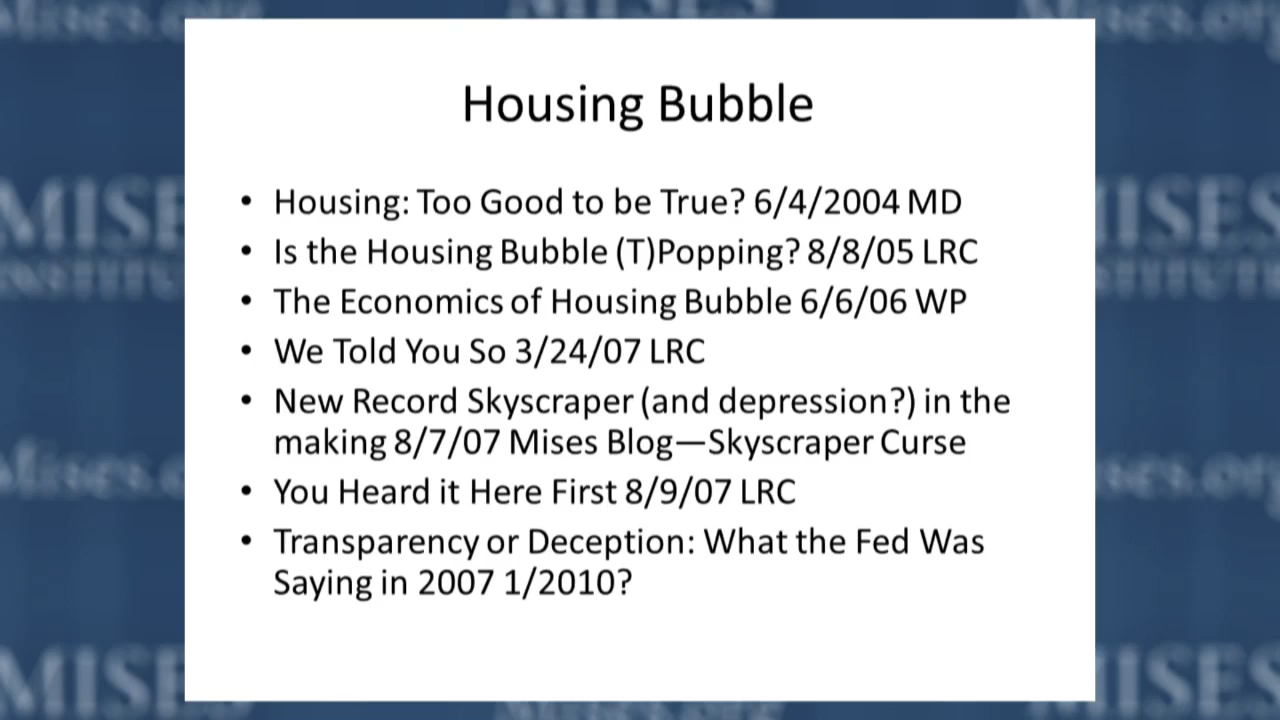 Housing Bubble
• Housing: Too Good to be True? 6/4/2004 MD
• Is the Housing Bubble (T)Popping? 8/8/05 LRC
• The Economics of Housing Bubble 6/6/06 WP
• We Told You So 3/24/07 LRC
• New Record Skyscraper (and depression?) in the
making 8/7/07 Mises Blog—Skyscraper Curse
• You Heard it Here First 8/9/07 LRC
• Transparency or Deception: What the Fed Was
Saying in 2007 1/2010?